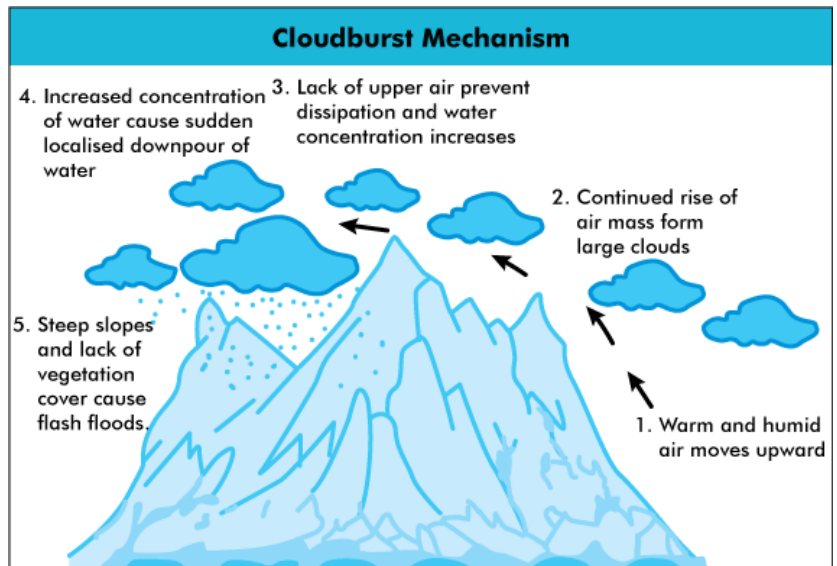 Cloudburst Mechanism
1. Warm and humid
air moves upward
2. Continued rise of
air mass form
large clouds
3. Lack of upper air prevent
dissipation and water
concentration increases
4. Increased concentration
of water cause sudden
localised downpour of
water
5. Steep slopes
and lack of
vegetation
cover cause
flash floods.